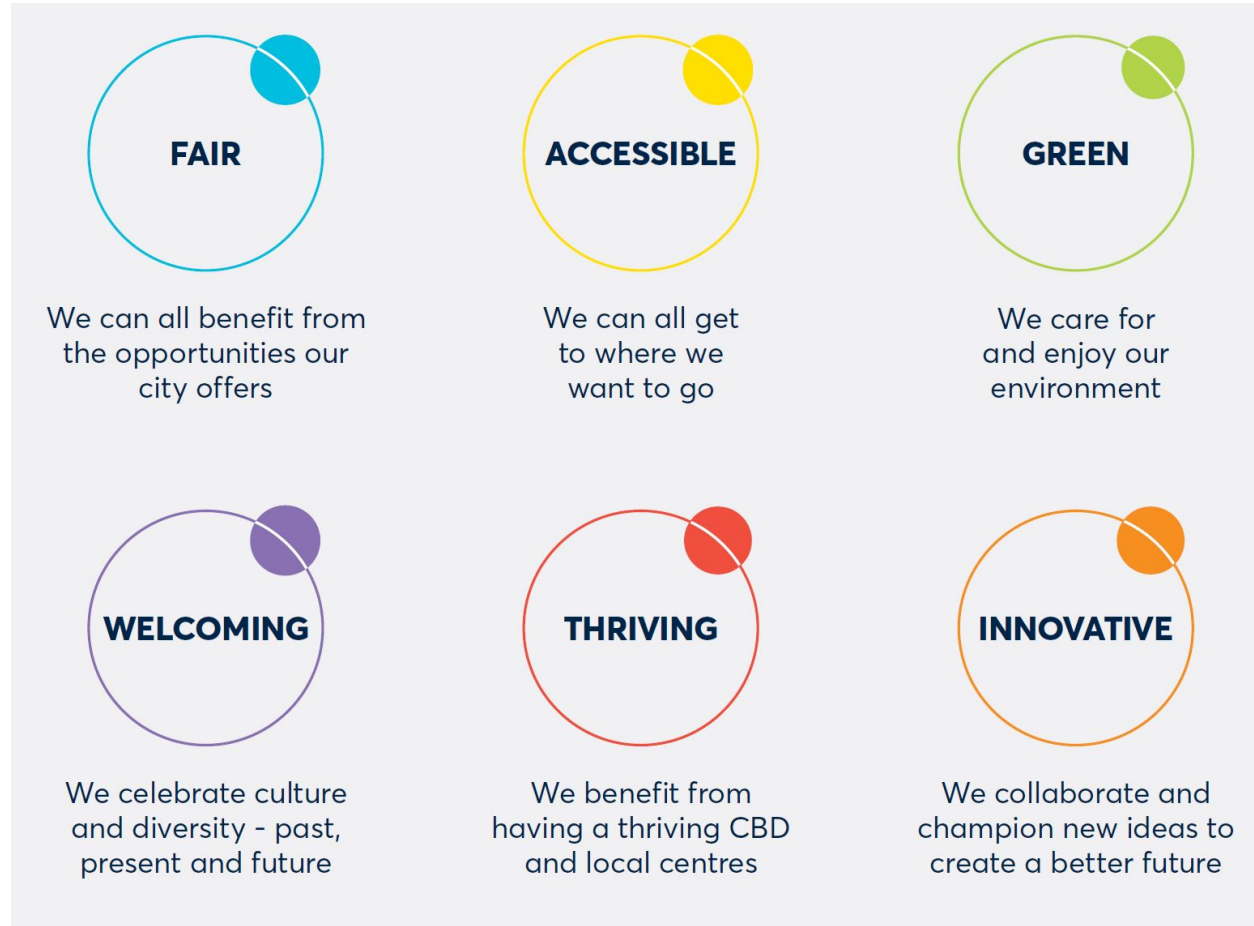 FAIR
We can all benefit from
the opportunities our
city offers
ACCESSIBLE
We can all get
to where we
want to go
GREEN
We care for
and enjoy our
environment
WELCOMING
We celebrate culture
and diversity - past,
present and future
THRIVING
We benefit from
having a thriving CBD
and local centres
INNOVATIVE
We collaborate and
champion new ideas to
create a better future